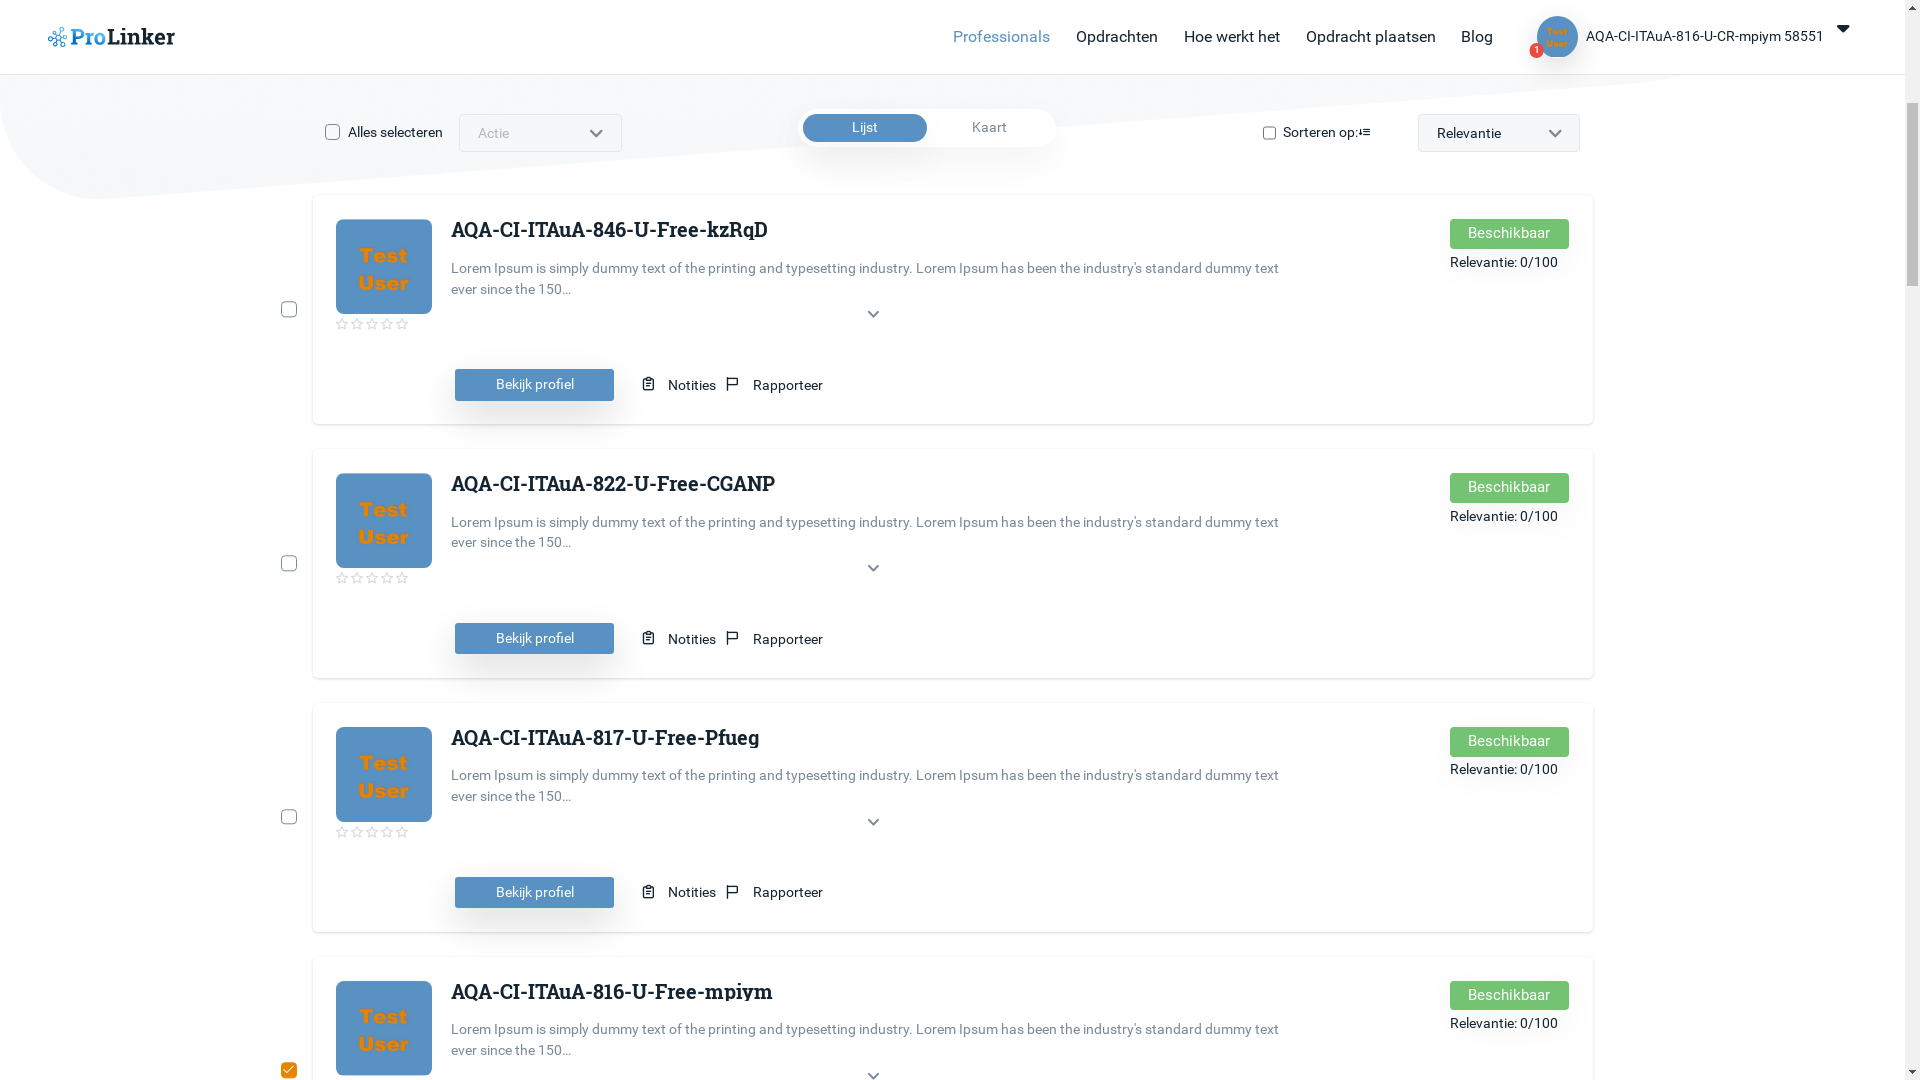 ProLinker
Professionals Opdrachten Hoe werkt het Opdracht plaatsen Blog
Test User
1
AQA-CI-ITAuA-816-U-CR-mpiym 58551
Alles selecteren
Actie
Lijst Kaart
Sorteren op:
Relevantie
Test
User
AQA-CI-ITAuA-846-U-Free-kzRqD
Lorem Ipsum is simply dummy text of the printing and typesetting industry. Lorem Ipsum has been the industry's standard dummy text
ever since the 150...
Beschikbaar
Relevantie: 0/100
Bekijk profiel Notities Rapporteer
Test
User
AQA-CI-ITAuA-822-U-Free-CGANP
Lorem Ipsum is simply dummy text of the printing and typesetting industry. Lorem Ipsum has been the industry's standard dummy text
ever since the 150...
Beschikbaar
Relevantie: 0/100
Bekijk profiel Notities Rapporteer
Test
User
AQA-CI-ITAuA-817-U-Free-Pfueg
Lorem Ipsum is simply dummy text of the printing and typesetting industry. Lorem Ipsum has been the industry's standard dummy text
ever since the 150...
Beschikbaar
Relevantie: 0/100
Bekijk profiel Notities Rapporteer
Test
User
AQA-CI-ITAuA-816-U-Free-mpiym
Lorem Ipsum is simply dummy text of the printing and typesetting industry. Lorem Ipsum has been the industry's standard dummy text
ever since the 150...
Beschikbaar
Relevantie: 0/100